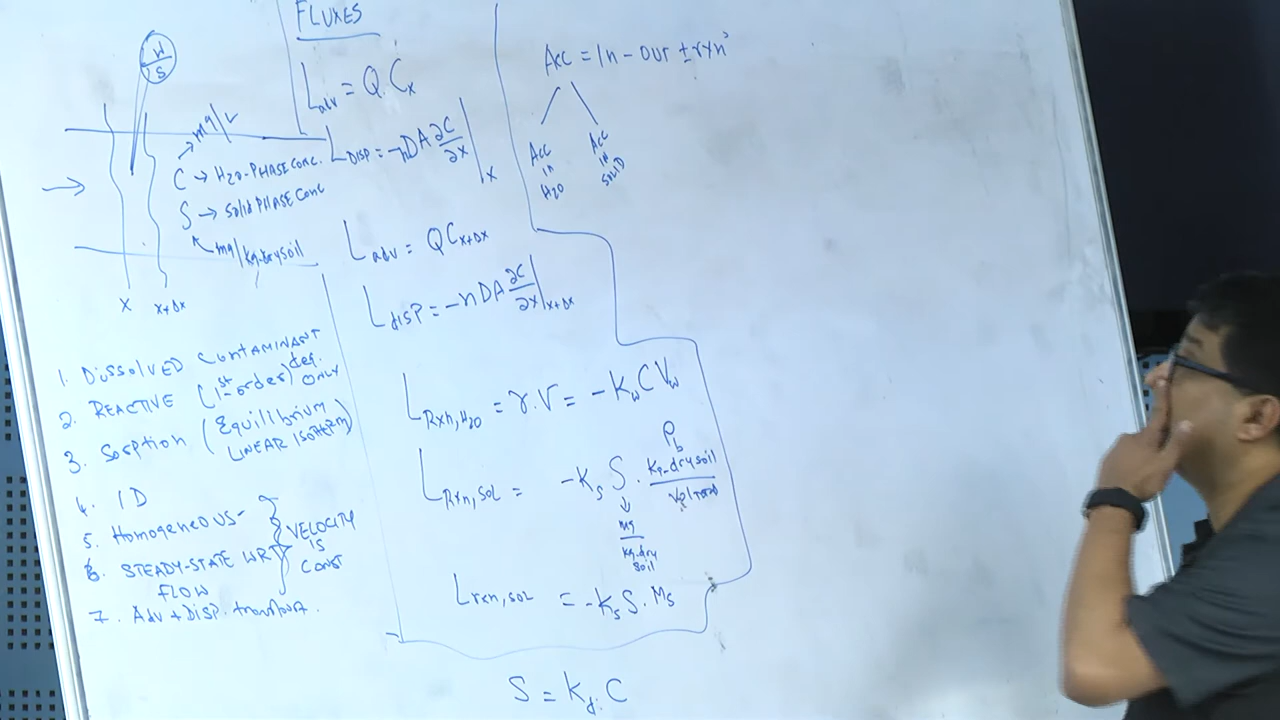 FLUXES
W
S
L_adv = Q.C_x
L_DISP = -nDA ∂C/∂x |_x
mg/L
C → H2O-PHASE CONC.
S → Solid PHASE CONC
mg/kg.dry soil
x
x+Δx
L_adv = QC_x+Δx
L_DISP = -nDA ∂C/∂x |_x+Δx
1. DISSOLVED CONTAMINANT
2. REACTIVE (1st-order) deg. ONLY
3. Sorption (Equilibrium
LINEAR ISOTHERM)
4. 1D
5. Homogeneous-
6. STEADY-STATE WRT
FLOW
VELOCITY
IS
CONST
7. Adv + DISP. transport.
L_Rxn,H2O = r.V = -K_w C V_w
ρ_b
L_Rxn,SOL = -K_s S . kg-dry soil
mg
kg.dry
soil
L_rxn,SOL = -K_s S. M_s
S = K_d. C
Acc = In - OUT ± rxn
Acc
in
H2O
Acc
IN
SOLID